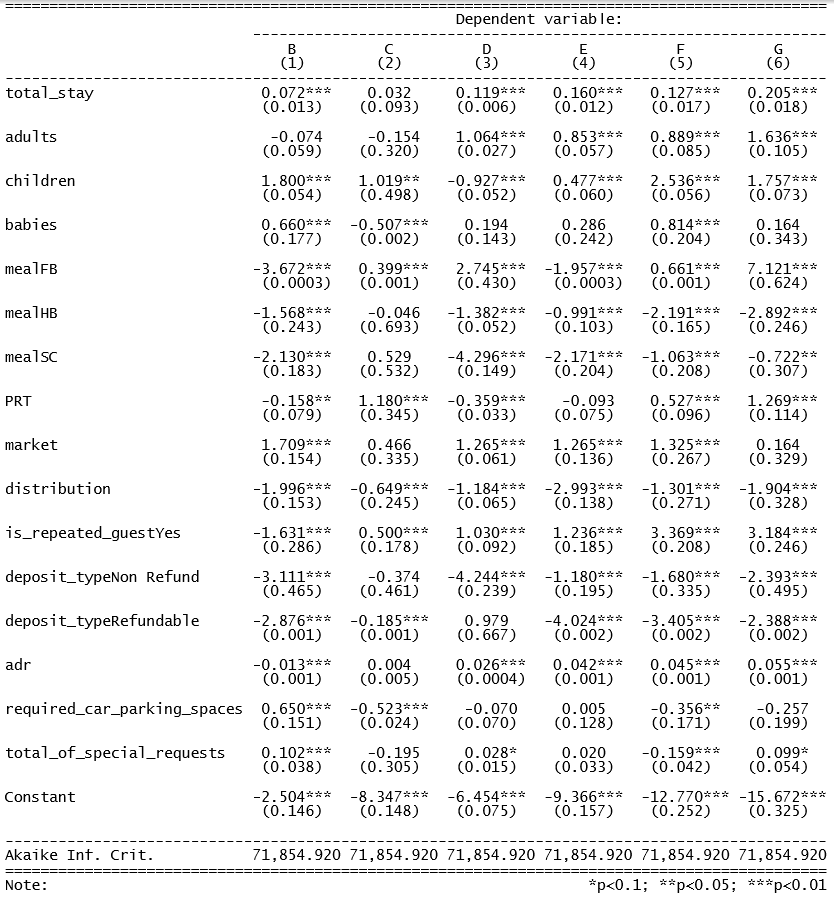 Dependent variable:
B C D E F G
(1) (2) (3) (4) (5) (6)
total_stay 0.072*** 0.032 0.119*** 0.160*** 0.127*** 0.205***
(0.013) (0.093) (0.006) (0.012) (0.017) (0.018)
adults -0.074 -0.154 1.064*** 0.853*** 0.889*** 1.636***
(0.059) (0.320) (0.027) (0.057) (0.085) (0.105)
children 1.800*** 1.019** -0.927*** 0.477*** 2.536*** 1.757***
(0.054) (0.498) (0.052) (0.060) (0.056) (0.073)
babies 0.660*** -0.507*** 0.194 0.286 0.814*** 0.164
(0.177) (0.002) (0.143) (0.242) (0.204) (0.343)
mealFB -3.672*** 0.399*** 2.745*** -1.957*** 0.661*** 7.121***
(0.0003) (0.001) (0.430) (0.0003) (0.001) (0.624)
mealHB -1.568*** -0.046 -1.382*** -0.991*** -2.191*** -2.892***
(0.243) (0.693) (0.052) (0.103) (0.165) (0.246)
mealSC -2.130*** 0.529 -4.296*** -2.171*** -1.063*** -0.722**
(0.183) (0.532) (0.149) (0.204) (0.208) (0.307)
PRT -0.158** 1.180*** -0.359*** -0.093 0.527*** 1.269***
(0.079) (0.345) (0.033) (0.075) (0.096) (0.114)
market 1.709*** 0.466 1.265*** 1.265*** 1.325*** 0.164
(0.154) (0.335) (0.061) (0.136) (0.267) (0.329)
distribution -1.996*** -0.649*** -1.184*** -2.993*** -1.301*** -1.904***
(0.153) (0.245) (0.065) (0.138) (0.271) (0.328)
is_repeated_guestYes -1.631*** 0.500*** 1.030*** 1.236*** 3.369*** 3.184***
(0.286) (0.178) (0.092) (0.185) (0.208) (0.246)
deposit_typeNon Refund -3.111*** -0.374 -4.244*** -1.180*** -1.680*** -2.393***
(0.465) (0.461) (0.239) (0.195) (0.335) (0.495)
deposit_typeRefundable -2.876*** -0.185*** 0.979 -4.024*** -3.405*** -2.388***
(0.001) (0.001) (0.667) (0.002) (0.002) (0.002)
adr -0.013*** 0.004 0.026*** 0.042*** 0.045*** 0.055***
(0.001) (0.005) (0.0004) (0.001) (0.001) (0.001)
required_car_parking_spaces 0.650*** -0.523*** -0.070 0.005 -0.356** -0.257
(0.151) (0.024) (0.070) (0.128) (0.171) (0.199)
total_of_special_requests 0.102*** -0.195 0.028* 0.020 -0.159*** 0.099*
(0.038) (0.305) (0.015) (0.033) (0.042) (0.054)
Constant -2.504*** -8.347*** -6.454*** -9.366*** -12.770*** -15.672***
(0.146) (0.148) (0.075) (0.157) (0.252) (0.325)
Akaike Inf. Crit. 71,854.920 71,854.920 71,854.920 71,854.920 71,854.920 71,854.920
Note: *p<0.1; **p<0.05; ***p<0.01